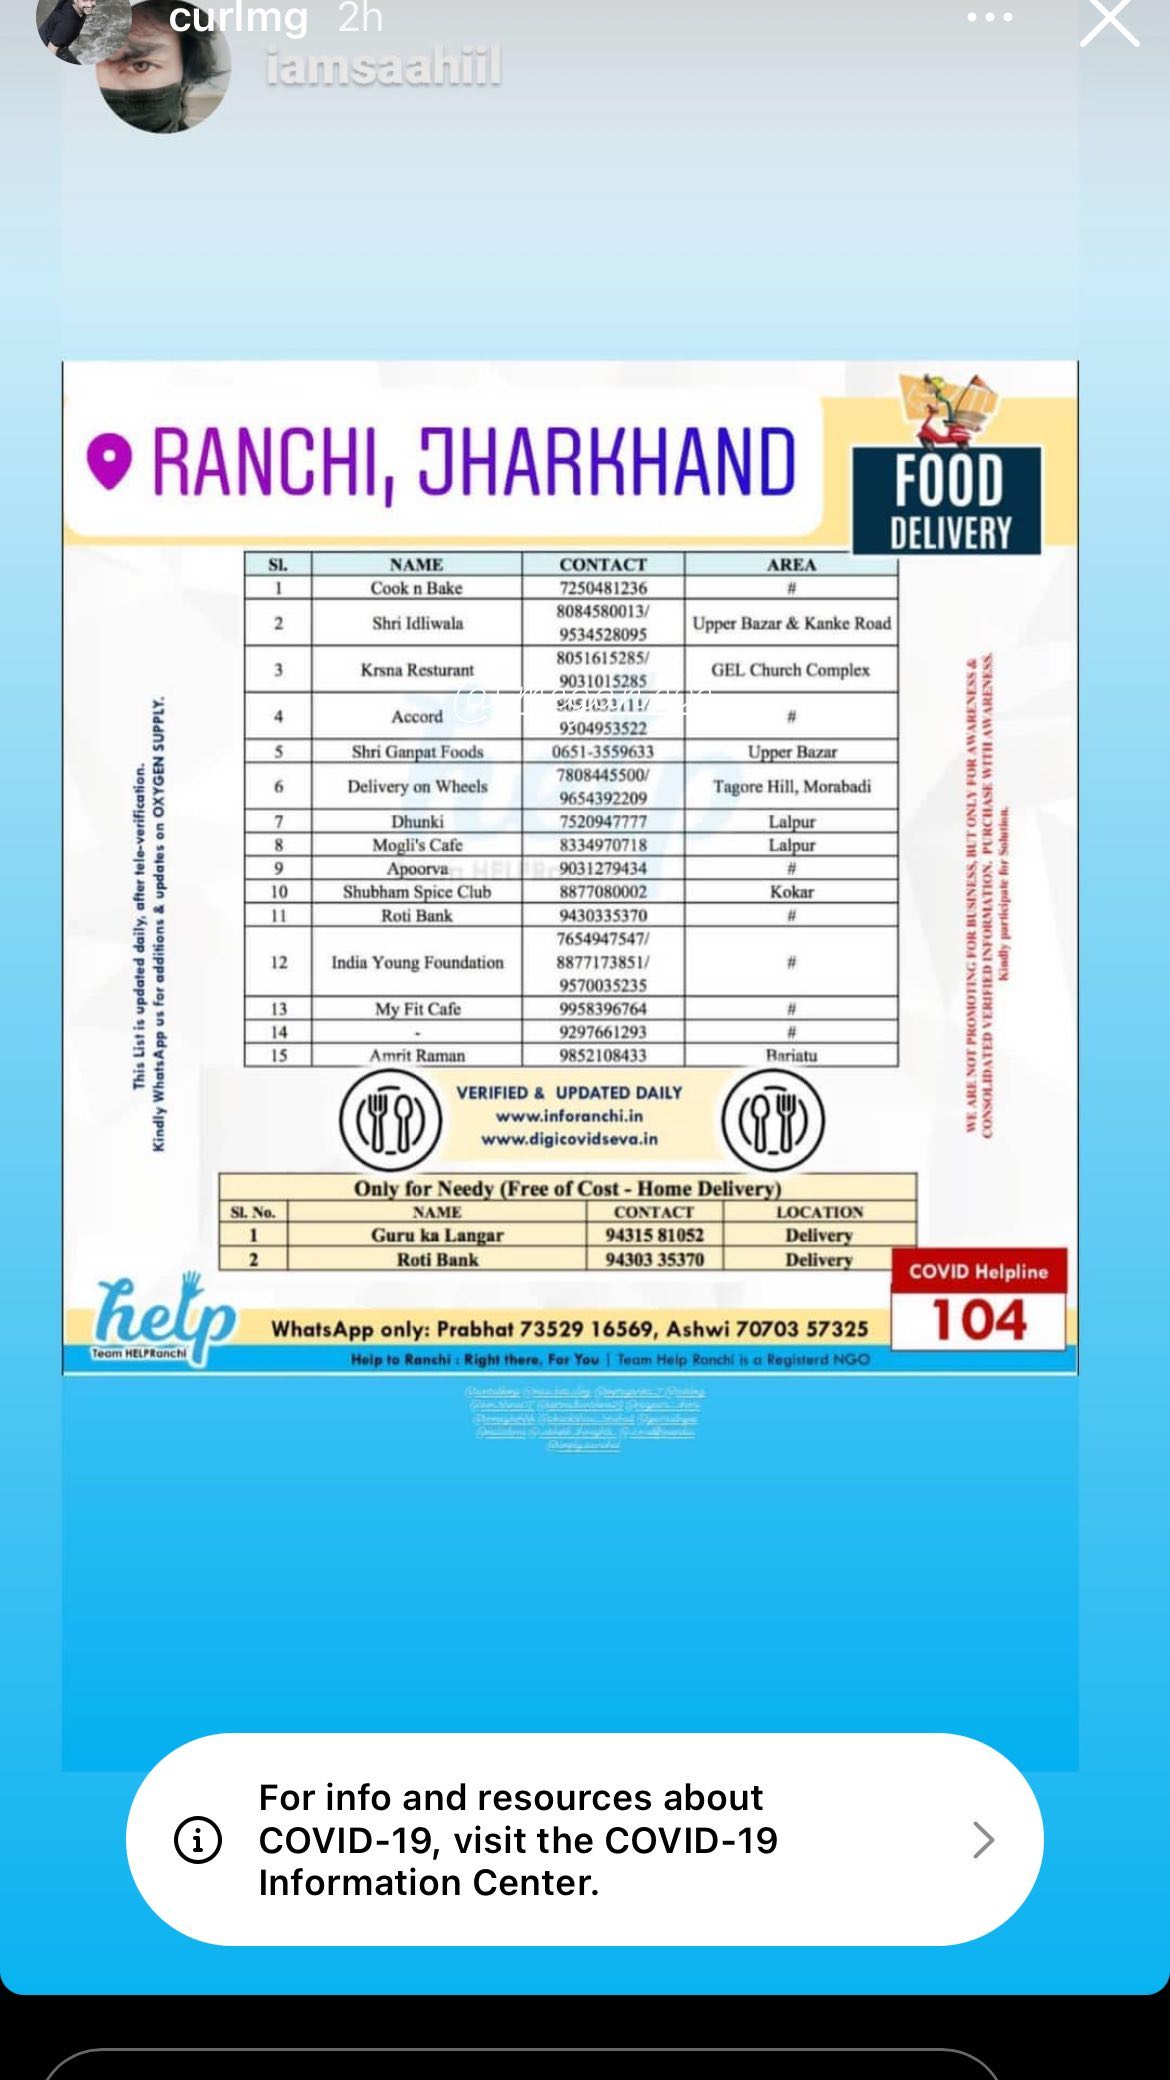 curlmg 2h
iamsaahiil
RANCHI, JHARKHAND
FOOD
DELIVERY
Sl. NAME CONTACT AREA
1 Cook n Bake 7250481236 #
2 Shri Idliwala 8084580013/ 9534528095 Upper Bazar & Kanke Road
3 Krsna Resturant 8051615285/ 9031015285 GEL Church Complex
4 Accord 9304953522 #
5 Shri Ganpat Foods 0651-3559633 Upper Bazar
6 Delivery on Wheels 7808445500/ 9654392209 Tagore Hill, Morabadi
7 Dhunki 7520947777 Lalpur
8 Mogli's Cafe 8334970718 Lalpur
9 Apoorva 9031279434 #
10 Shubham Spice Club 8877080002 Kokar
11 Roti Bank 9430335370 #
12 India Young Foundation 7654947547/ 8877173851/ 9570035235 #
13 My Fit Cafe 9958396764 #
14 - 9297661293 #
15 Amrit Raman 9852108433 Bariatu
This List is updated daily, after tele-verification.
Kindly WhatsApp us for additions & updates on OXYGEN SUPPLY.
WE ARE NOT PROMOTING FOR BUSINESS, BUT ONLY FOR AWARENESS &
CONSOLIDATED VERIFIED INFORMATION. PURCHASE WITH AWARENESS.
Kindly participate for Solution.
VERIFIED & UPDATED DAILY
www.inforanchi.in
www.digicovidseva.in
Only for Needy (Free of Cost - Home Delivery)
Sl. No. NAME CONTACT LOCATION
1 Guru ka Langar 94315 81052 Delivery
2 Roti Bank 94303 35370 Delivery
COVID Helpline
104
help
Team HELPRanchi
WhatsApp only: Prabhat 73529 16569, Ashwi 70703 57325
Help to Ranchi : Right there, For You | Team Help Ranchi is a Registerd NGO
For info and resources about
COVID-19, visit the COVID-19
Information Center.